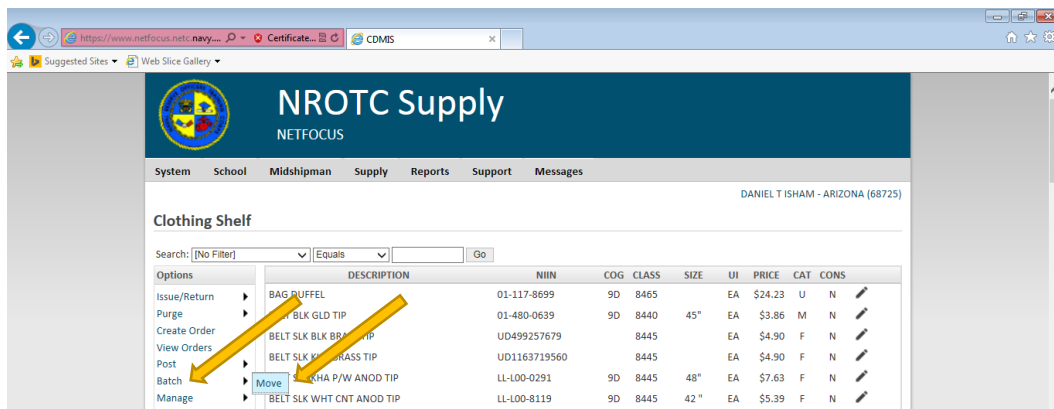 https://www.netfocus.netc.navy.... Certificate... CDMIS
Suggested Sites Web Slice Gallery
NROTC Supply
NETFOCUS
System School Midshipman Supply Reports Support Messages
DANIEL T ISHAM - ARIZONA (68725)
Clothing Shelf
Search: [No Filter] Equals Go
Options DESCRIPTION NIIN COG CLASS SIZE UI PRICE CAT CONS
Issue/Return BAG DUFFEL 01-117-8699 9D 8465 EA $24.23 U N
Purge BLK GLD TIP 01-480-0639 9D 8440 45" EA $3.86 M N
Create Order BELT SLK BLK TIP UD499257679 8445 EA $4.90 F N
View Orders
Post BELT SLK TIP UD1163719560 8445 EA $4.90 F N
Batch Move KHA P/W ANOD TIP LL-L00-0291 9D 8445 48" EA $7.63 F N
Manage BELT SLK WHT CNT ANOD TIP LL-L00-8119 9D 8445 42 " EA $5.39 F N